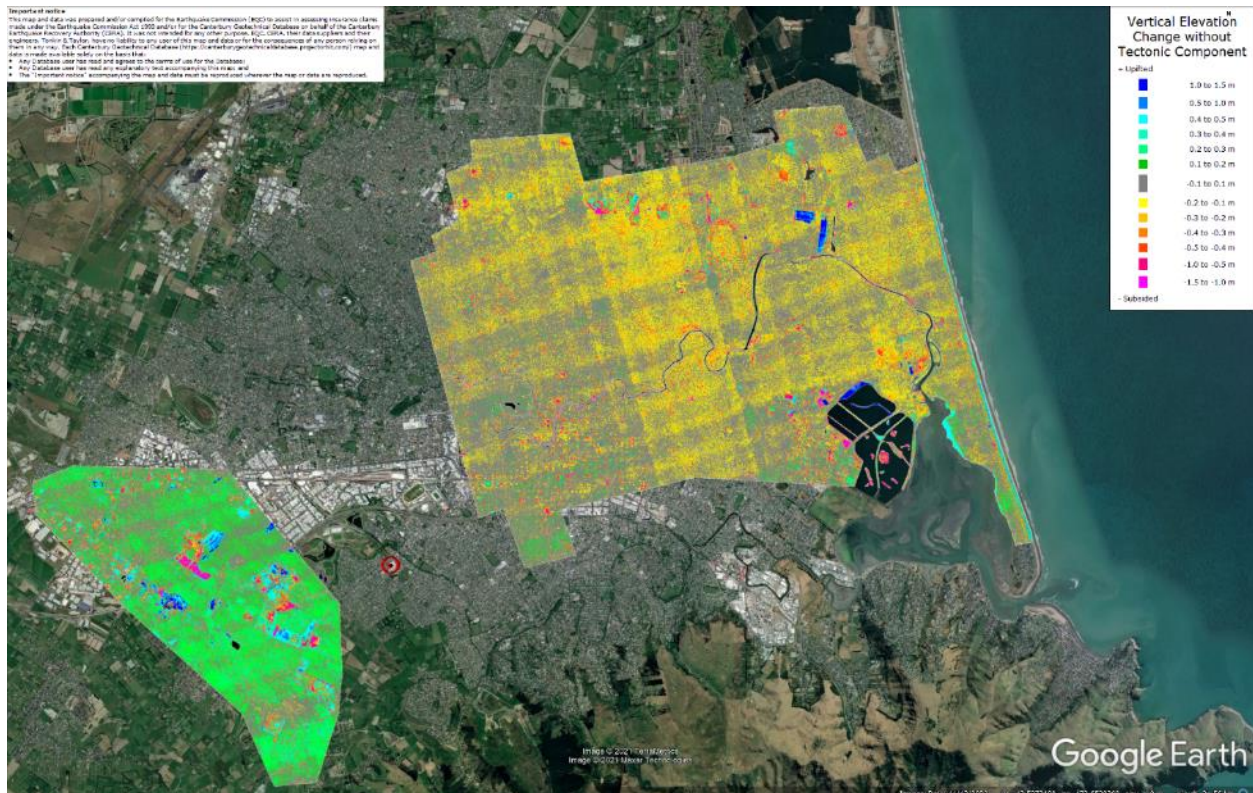 Important notice
This map and data was prepared and/or compiled for the Earthquake Commission (EQC) to assist in assessing insurance claims
made under the Earthquake Commission Act 1993 and/or for the Canterbury Geotechnical Database on behalf of the Canterbury
Earthquake Recovery Authority (CERA). It was not intended for any other purpose. EQC, CERA, their data suppliers and their
engineers, Tonkin & Taylor, have no liability to any user of this map and data or for the consequences of any person relying on
them in any way. Each Canterbury Geotechnical Database map and
data is made available solely on the basis that:
• Any Database user has read and agrees to the terms of use for the Database;
• Any Database user has read any explanatory text accompanying this map; and
• The "Important notice" accompanying the map and data must be reproduced wherever the map or data are reproduced.
N
Vertical Elevation
Change without
Tectonic Component
+ Uplifted
1.0 to 1.5 m
0.5 to 1.0 m
0.4 to 0.5 m
0.3 to 0.4 m
0.2 to 0.3 m
0.1 to 0.2 m
-0.1 to 0.1 m
-0.2 to -0.1 m
-0.3 to -0.2 m
-0.4 to -0.3 m
-0.5 to -0.4 m
-1.0 to -0.5 m
-1.5 to -1.0 m
- Subsided
Image © 2021 TerraMetrics
Image © 2021 Maxar Technologies
Google Earth